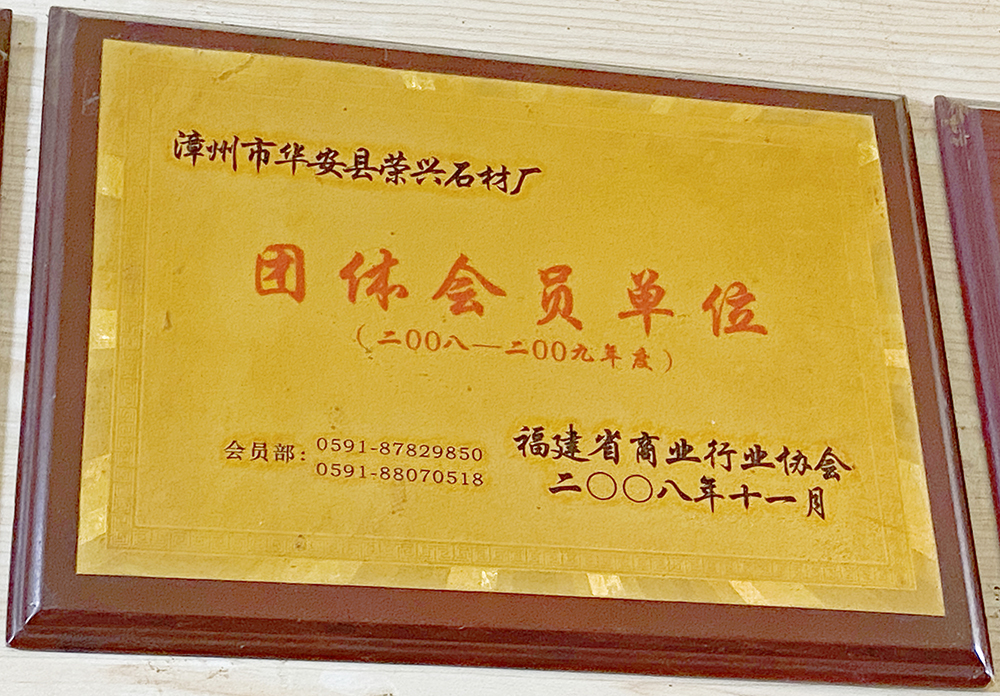 漳州市华安县荣兴石材厂
团体会员单位
（二00八—二00九年度）
会员部：0591-87829850
0591-88070518
福建省商业行业协会
二〇〇八年十一月